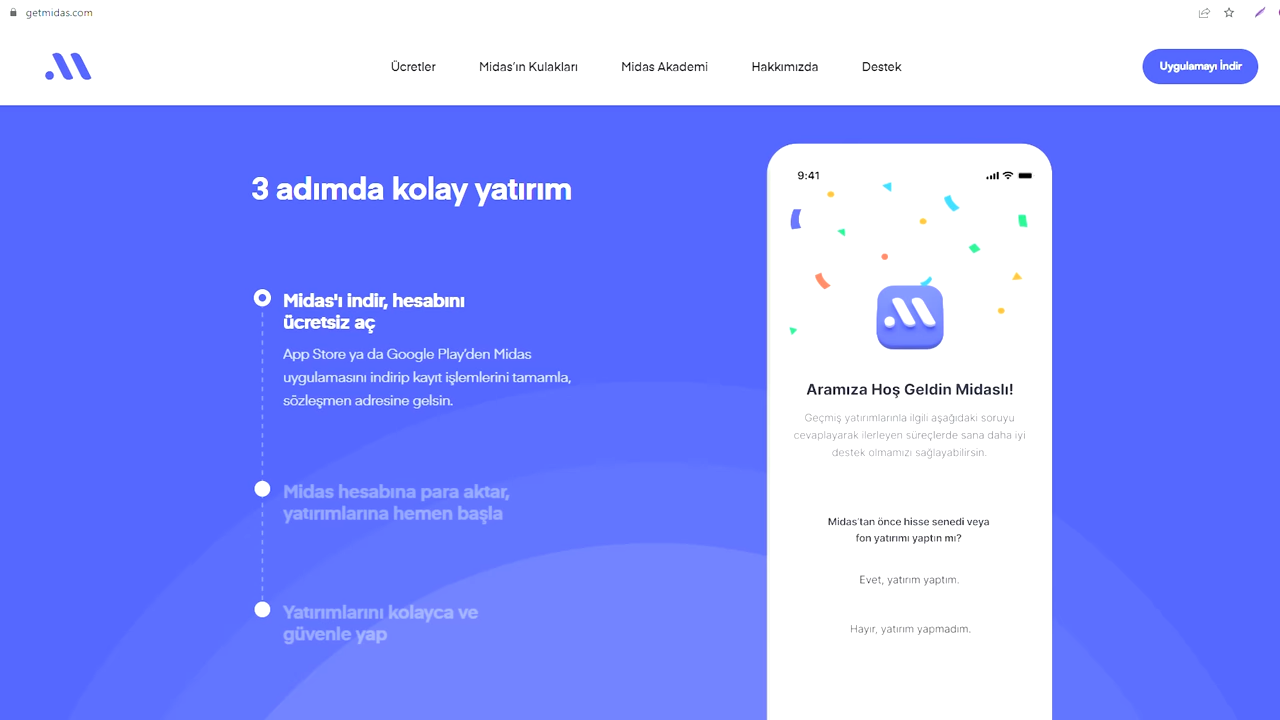 getmidas.com
Ücretler
Midas'ın Kulakları
Midas Akademi
Hakkımızda
Destek
Uygulamayı İndir
3 adımda kolay yatırım
Midas'ı indir, hesabını
ücretsiz aç
App Store ya da Google Play'den Midas
uygulamasını indirip kayıt işlemlerini tamamla,
sözleşmen adresine gelsin.
Midas hesabına para aktar,
yatırımlarına hemen başla
Yatırımlarını kolayca ve
güvenle yap
9:41
Aramıza Hoş Geldin Midaslı!
Geçmiş yatırımlarınla ilgili aşağıdaki soruyu
cevaplayarak ilerleyen süreçlerde sana daha iyi
destek olmamızı sağlayabilirsin.
Midas'tan önce hisse senedi veya
fon yatırımı yaptın mı?
Evet, yatırım yaptım.
Hayır, yatırım yapmadım.